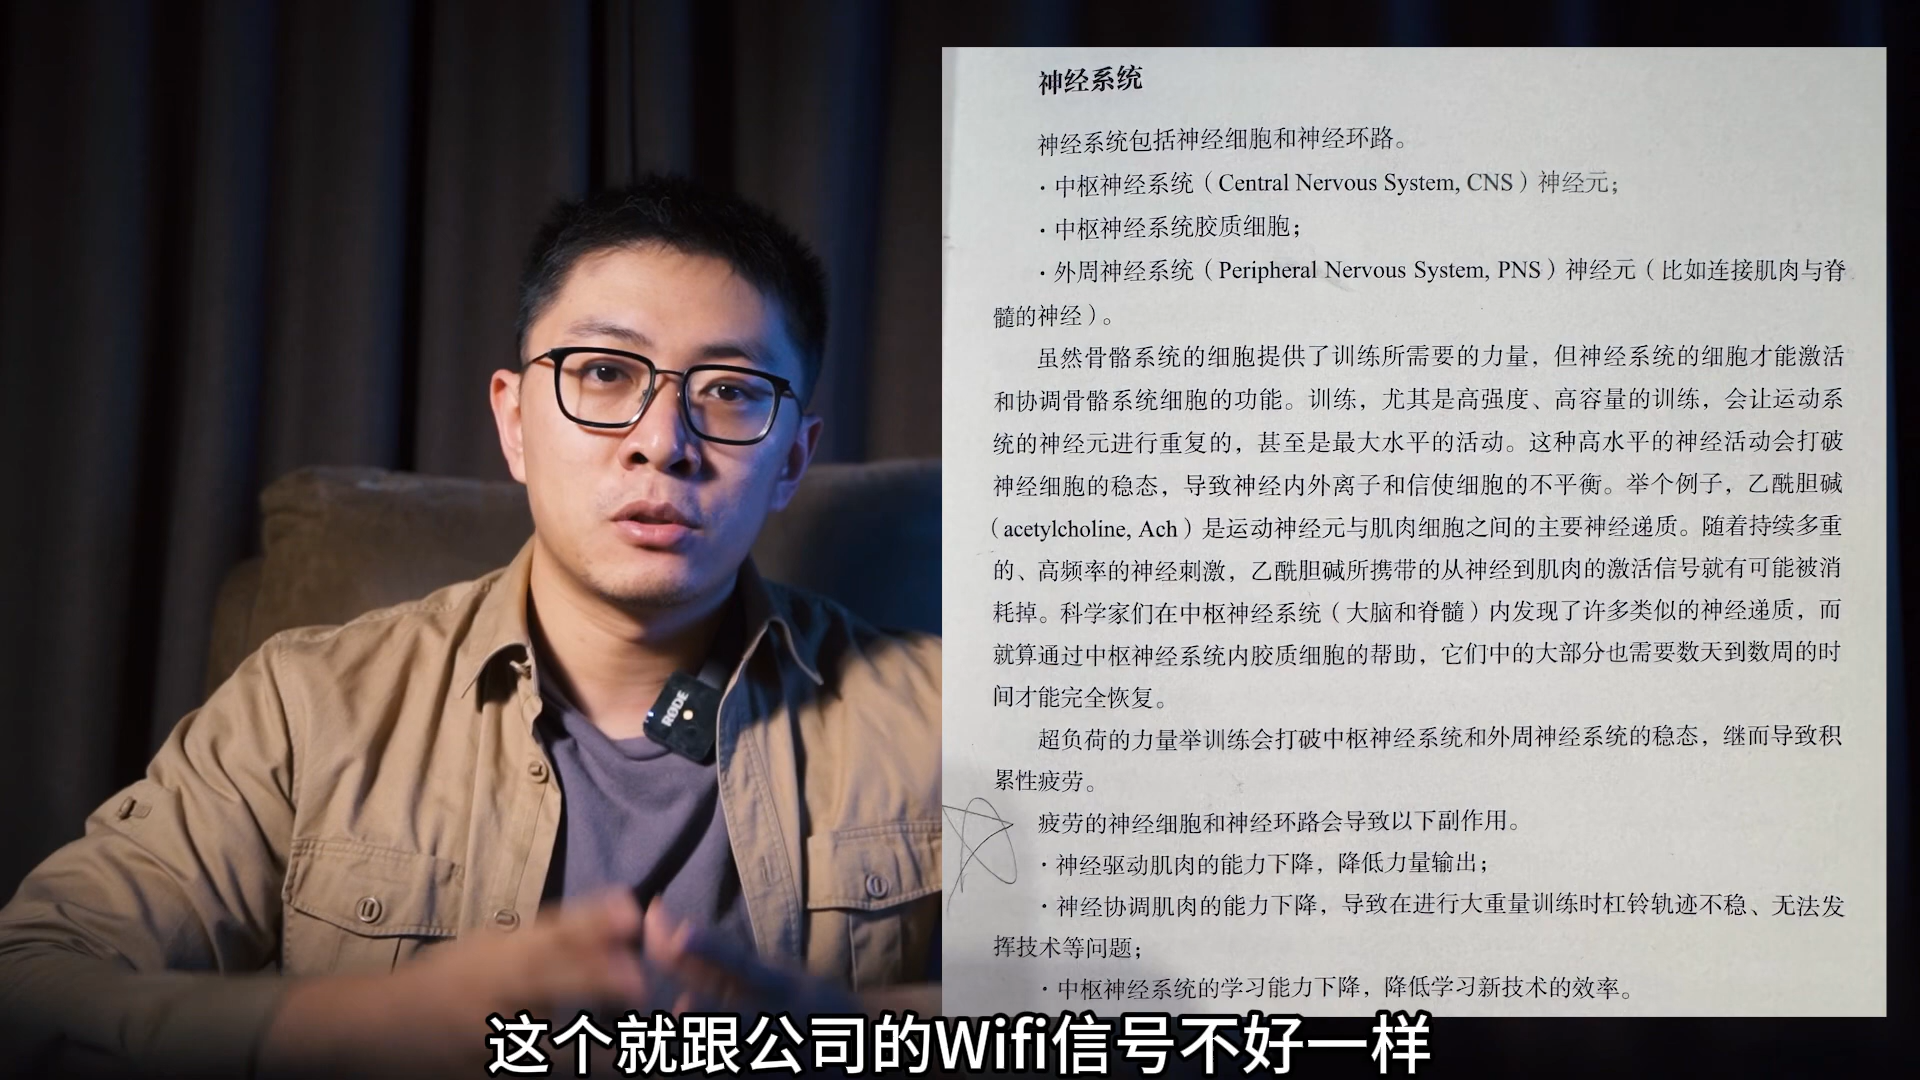 神经系统
神经系统包括神经细胞和神经环路。
·中枢神经系统（Central Nervous System, CNS）神经元；
·中枢神经系统胶质细胞；
·外周神经系统（Peripheral Nervous System, PNS）神经元（比如连接肌肉与脊
髓的神经）。
虽然骨骼系统的细胞提供了训练所需要的力量，但神经系统的细胞才能激活
和协调骨骼系统细胞的功能。训练，尤其是高强度、高容量的训练，会让运动系
统的神经元进行重复的，甚至是最大水平的活动。这种高水平的神经活动会打破
神经细胞的稳态，导致神经内外离子和信使细胞的不平衡。举个例子，乙酰胆碱
（acetylcholine, Ach）是运动神经元与肌肉细胞之间的主要神经递质。随着持续多重
的、高频率的神经刺激，乙酰胆碱所携带的从神经到肌肉的激活信号就有可能被消
耗掉。科学家们在中枢神经系统（大脑和脊髓）内发现了许多类似的神经递质，而
就算通过中枢神经系统内胶质细胞的帮助，它们中的大部分也需要数天到数周的时
间才能完全恢复。
超负荷的力量举训练会打破中枢神经系统和外周神经系统的稳态，继而导致积
累性疲劳。
疲劳的神经细胞和神经环路会导致以下副作用。
·神经驱动肌肉的能力下降，降低力量输出；
·神经协调肌肉的能力下降，导致在进行大重量训练时杠铃轨迹不稳、无法发
挥技术等问题；
·中枢神经系统的学习能力下降，降低学习新技术的效率。
RØDE
这个就跟公司的Wifi信号不好一样